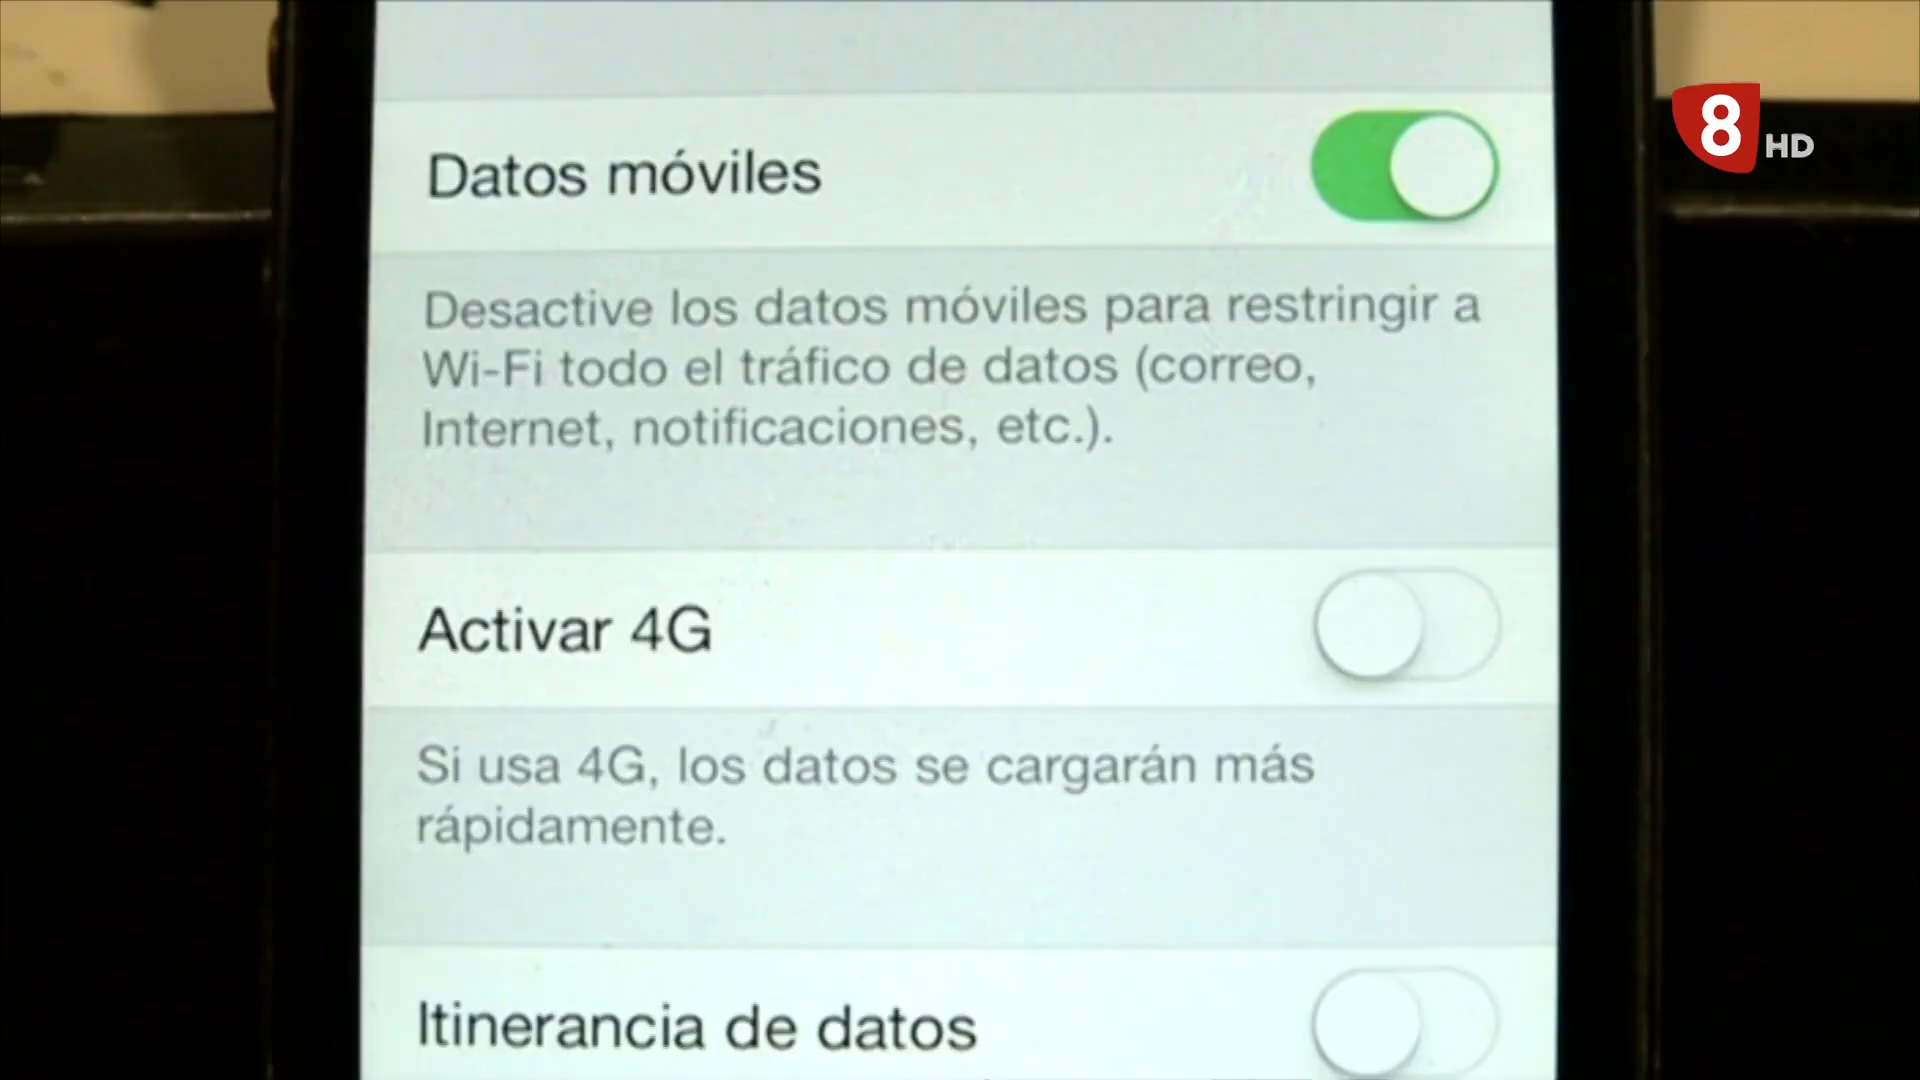 8 HD
Datos móviles
Desactive los datos móviles para restringir a
Wi-Fi todo el tráfico de datos (correo,
Internet, notificaciones, etc.).
Activar 4G
Si usa 4G, los datos se cargarán más
rápidamente.
Itinerancia de datos